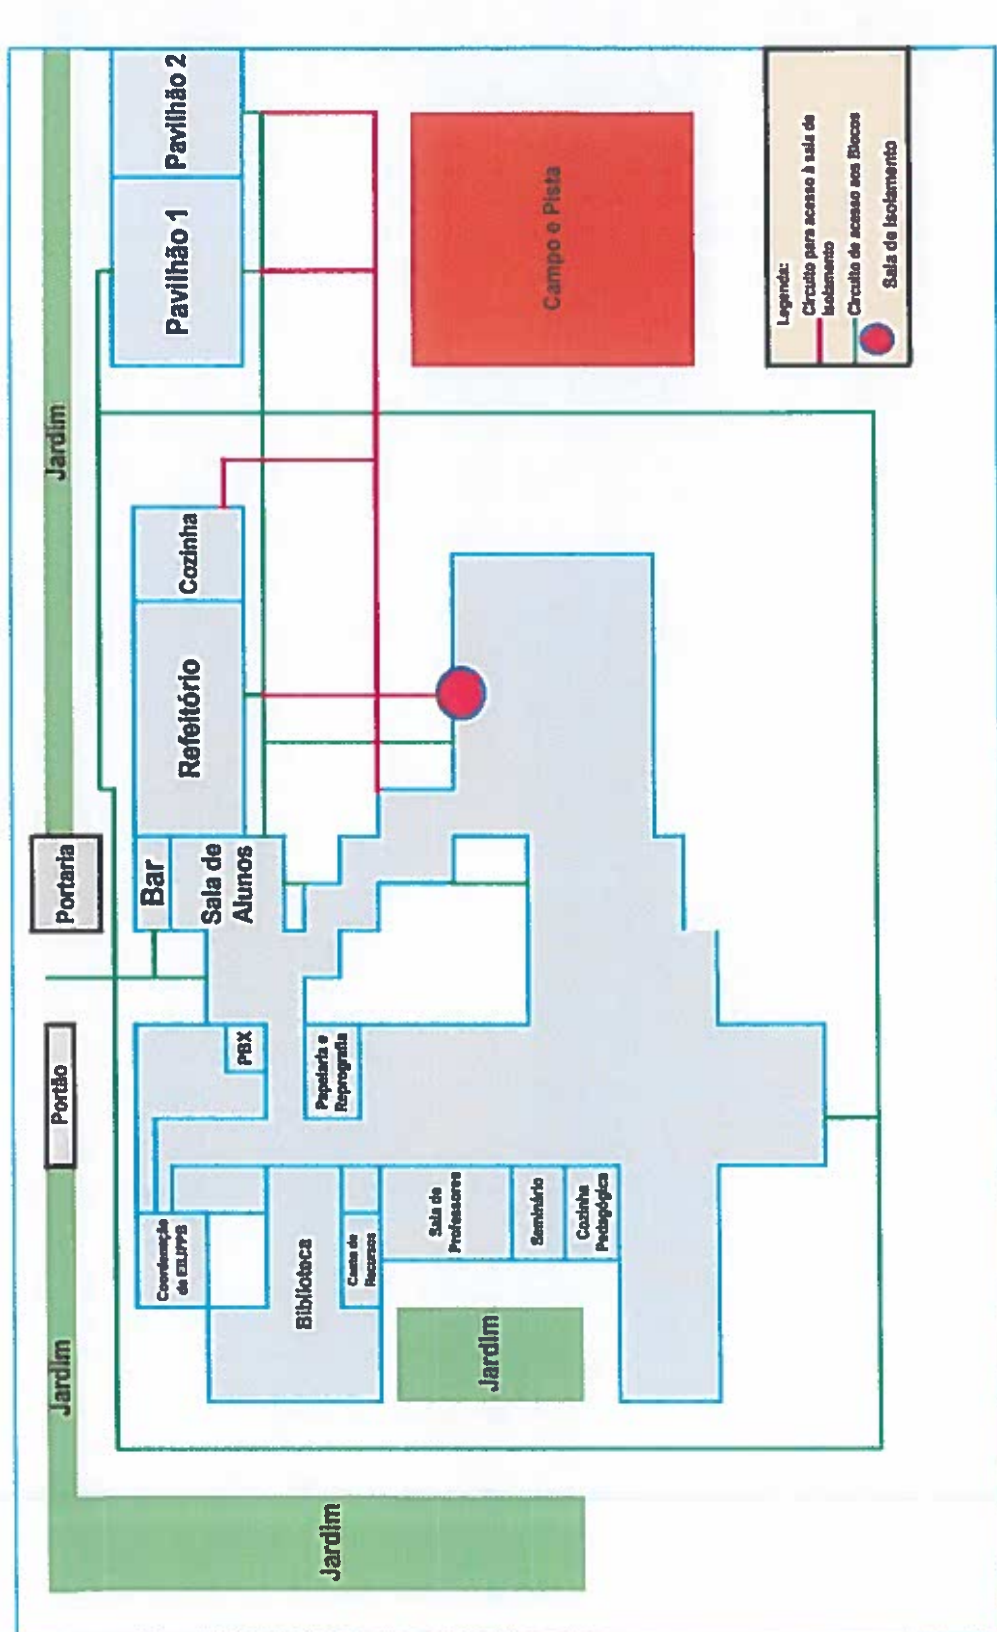 Jardim
Jardim
Jardim
Jardim
Portão
Portaria
Coordenação
PBX
Bar
Sala de
Alunos
Refeitório
Cozinha
Pavilhão 1
Pavilhão 2
Biblioteca
Papelaria e
Reprografia
Recursos
Sala de
Professores
Seminário
Cozinha
Pedagógica
Campo e Pista
Legenda:
Circuito para acesso à sala de
Isolamento
Circuito de acesso aos Blocos
Sala de Isolamento